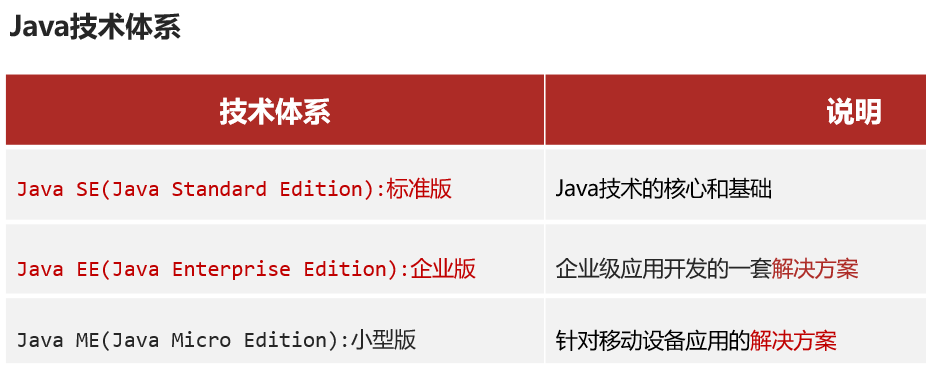 Java技术体系
技术体系 说明
Java SE(Java Standard Edition):标准版 Java技术的核心和基础
Java EE(Java Enterprise Edition):企业版 企业级应用开发的一套解决方案
Java ME(Java Micro Edition):小型版 针对移动设备应用的解决方案